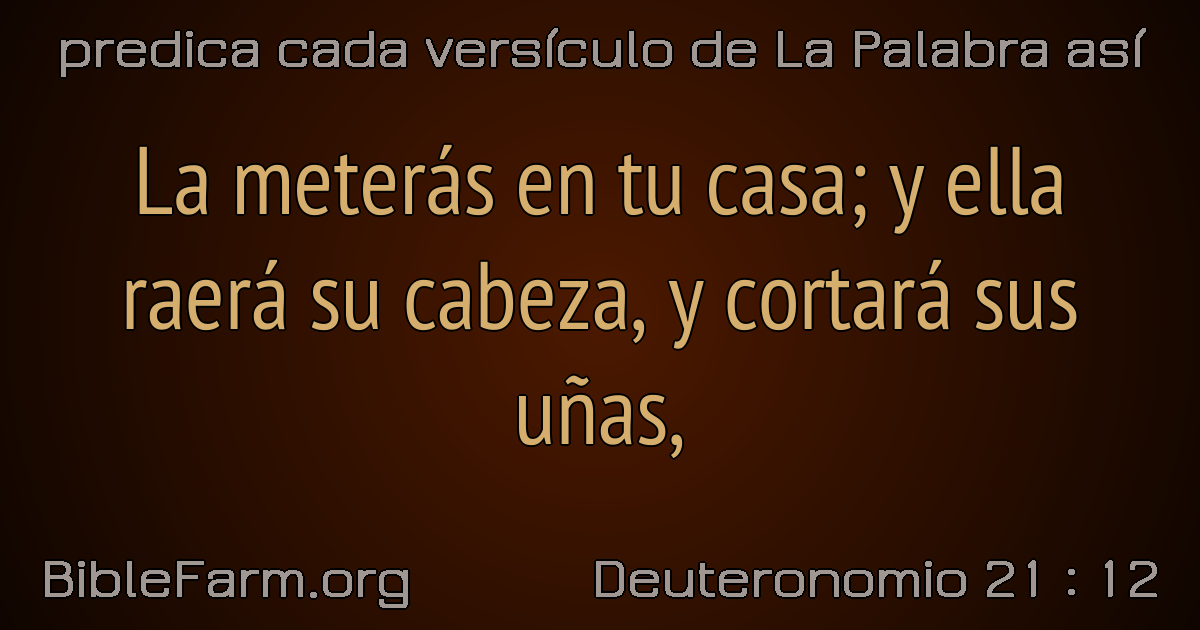 predica cada versículo de La Palabra así
La meterás en tu casa; y ella
raerá su cabeza, y cortará sus
uñas,
BibleFarm.org
Deuteronomio 21 : 12